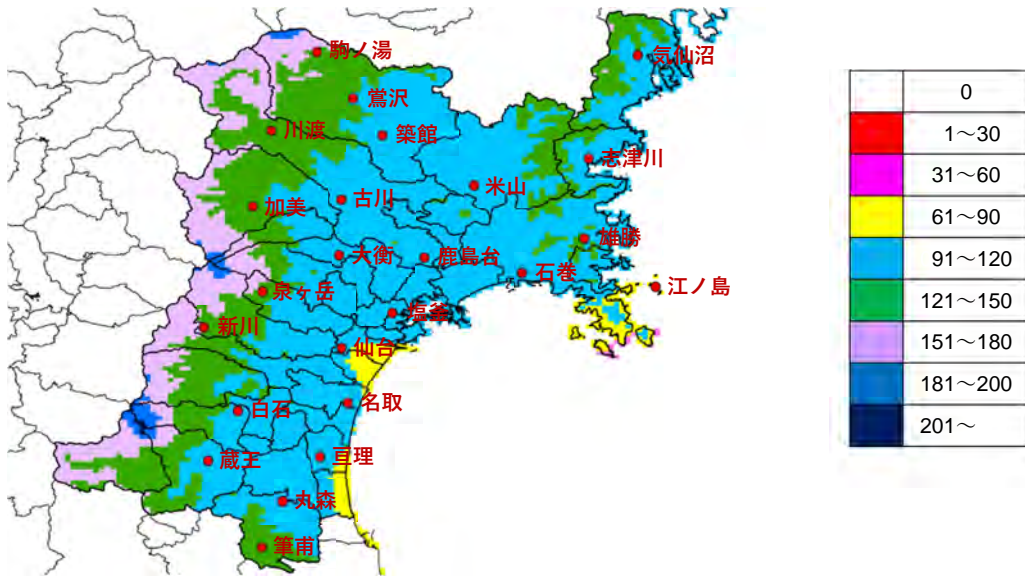 駒ノ湯
気仙沼
鶯沢
川渡
築館
志津川
米山
古川
加美
雄勝
大衡
鹿島台
石巻
江ノ島
泉ヶ岳
塩釜
新川
仙台
白石
名取
亘理
蔵王
丸森
筆甫
0
1～30
31～60
61～90
91～120
121～150
151～180
181～200
201～